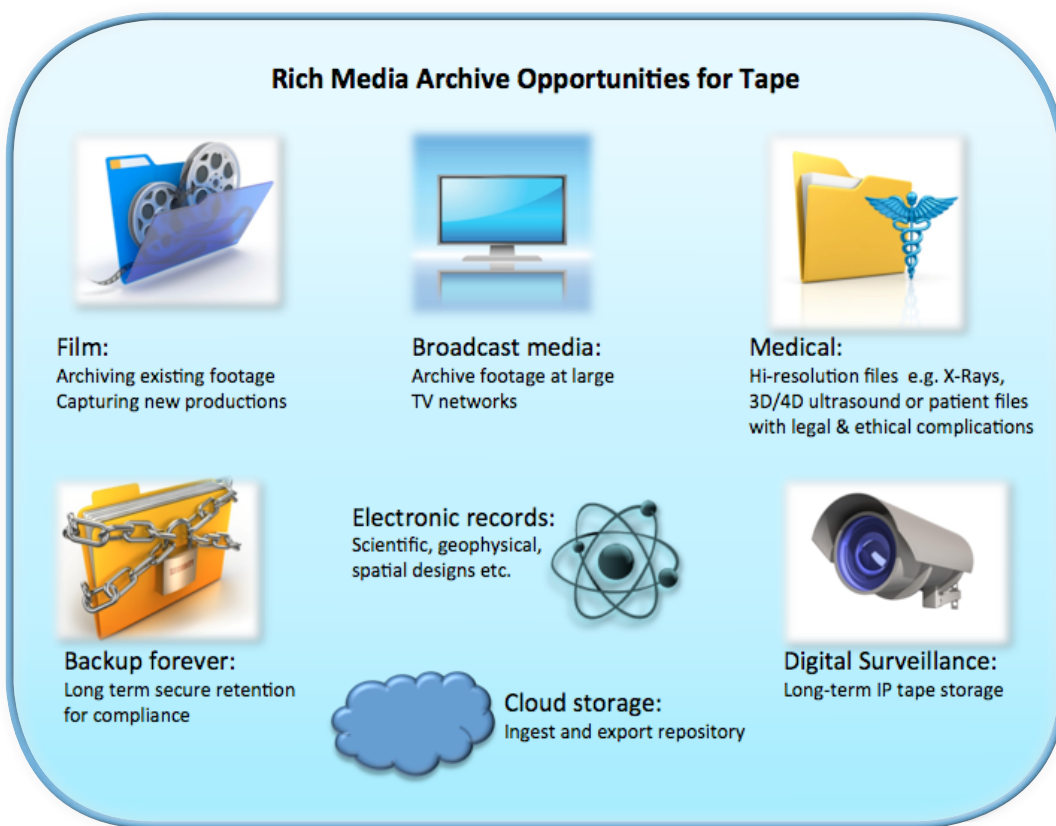 Rich Media Archive Opportunities for Tape
Film:
Archiving existing footage
Capturing new productions
Broadcast media:
Archive footage at large
TV networks
Medical:
Hi-resolution files e.g. X-Rays,
3D/4D ultrasound or patient files
with legal & ethical complications
Backup forever:
Long term secure retention
for compliance
Electronic records:
Scientific, geophysical,
spatial designs etc.
Cloud storage:
Ingest and export repository
Digital Surveillance:
Long-term IP tape storage